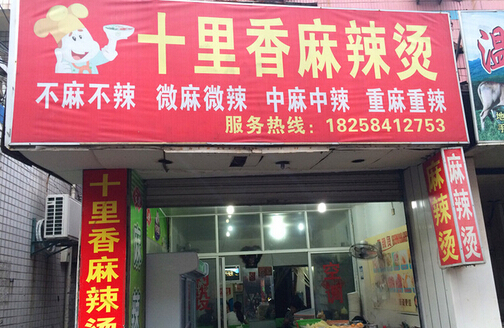 十里香麻辣烫
不麻不辣 微麻微辣 中麻中辣 重麻重辣
服务热线：18258412753
十里香麻辣烫
麻辣烫
麻辣烫
温